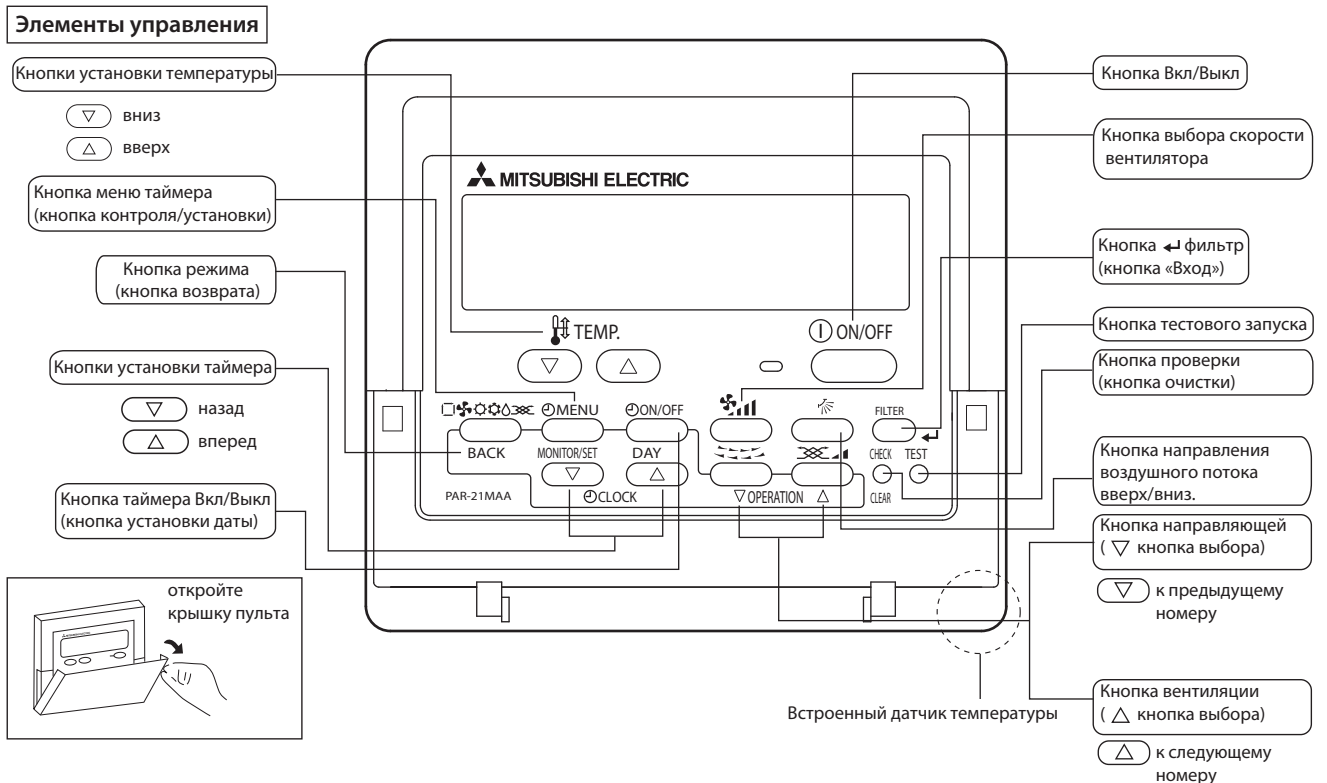 Элементы управления
Кнопки установки температуры
▽ вниз
△ вверх
Кнопка меню таймера
(кнопка контроля/установки)
Кнопка режима
(кнопка возврата)
Кнопки установки таймера
▽ назад
△ вперед
Кнопка таймера Вкл/Выкл
(кнопка установки даты)
откройте
крышку пульта
MITSUBISHI ELECTRIC
TEMP.
ON/OFF
▽ △
MENU
ON/OFF
FILTER
BACK
MONITOR/SET
DAY
CHECK
TEST
▽ △
PAR-21MAA
CLOCK
▽ OPERATION △
CLEAR
Встроенный датчик температуры
Кнопка Вкл/Выкл
Кнопка выбора скорости
вентилятора
Кнопка ↵ фильтр
(кнопка «Вход»)
Кнопка тестового запуска
Кнопка проверки
(кнопка очистки)
Кнопка направления
воздушного потока
вверх/вниз.
Кнопка направляющей
( ▽ кнопка выбора)
▽ к предыдущему
номеру
Кнопка вентиляции
( △ кнопка выбора)
△ к следующему
номеру